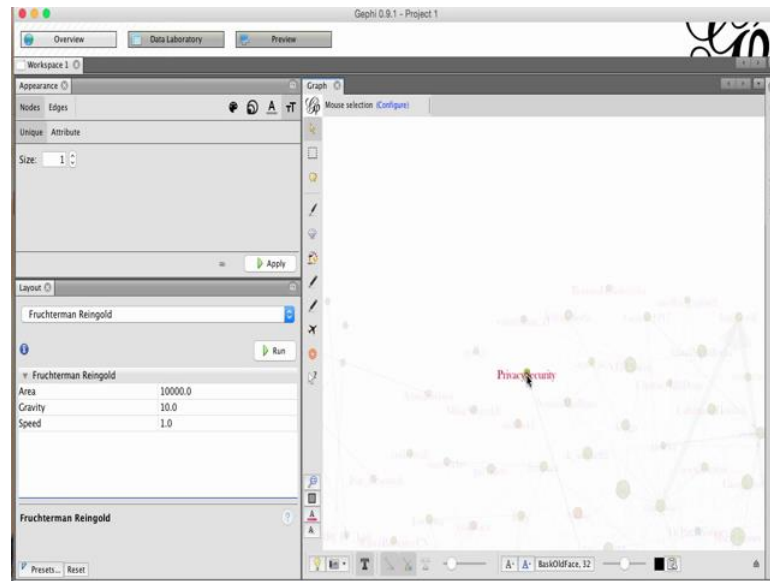 Gephi 0.9.1 - Project 1
Overview Data Laboratory Preview
Workspace 1
Appearance
Graph
Nodes Edges
Mouse selection (Configure)
Unique Attribute
Size: 1
Apply
Layout
Fruchterman Reingold
Run
Fruchterman Reingold
Area 10000.0
Gravity 10.0
Speed 1.0
Privacysecurity
Fruchterman Reingold
Presets... Reset
BaskOldFace, 32